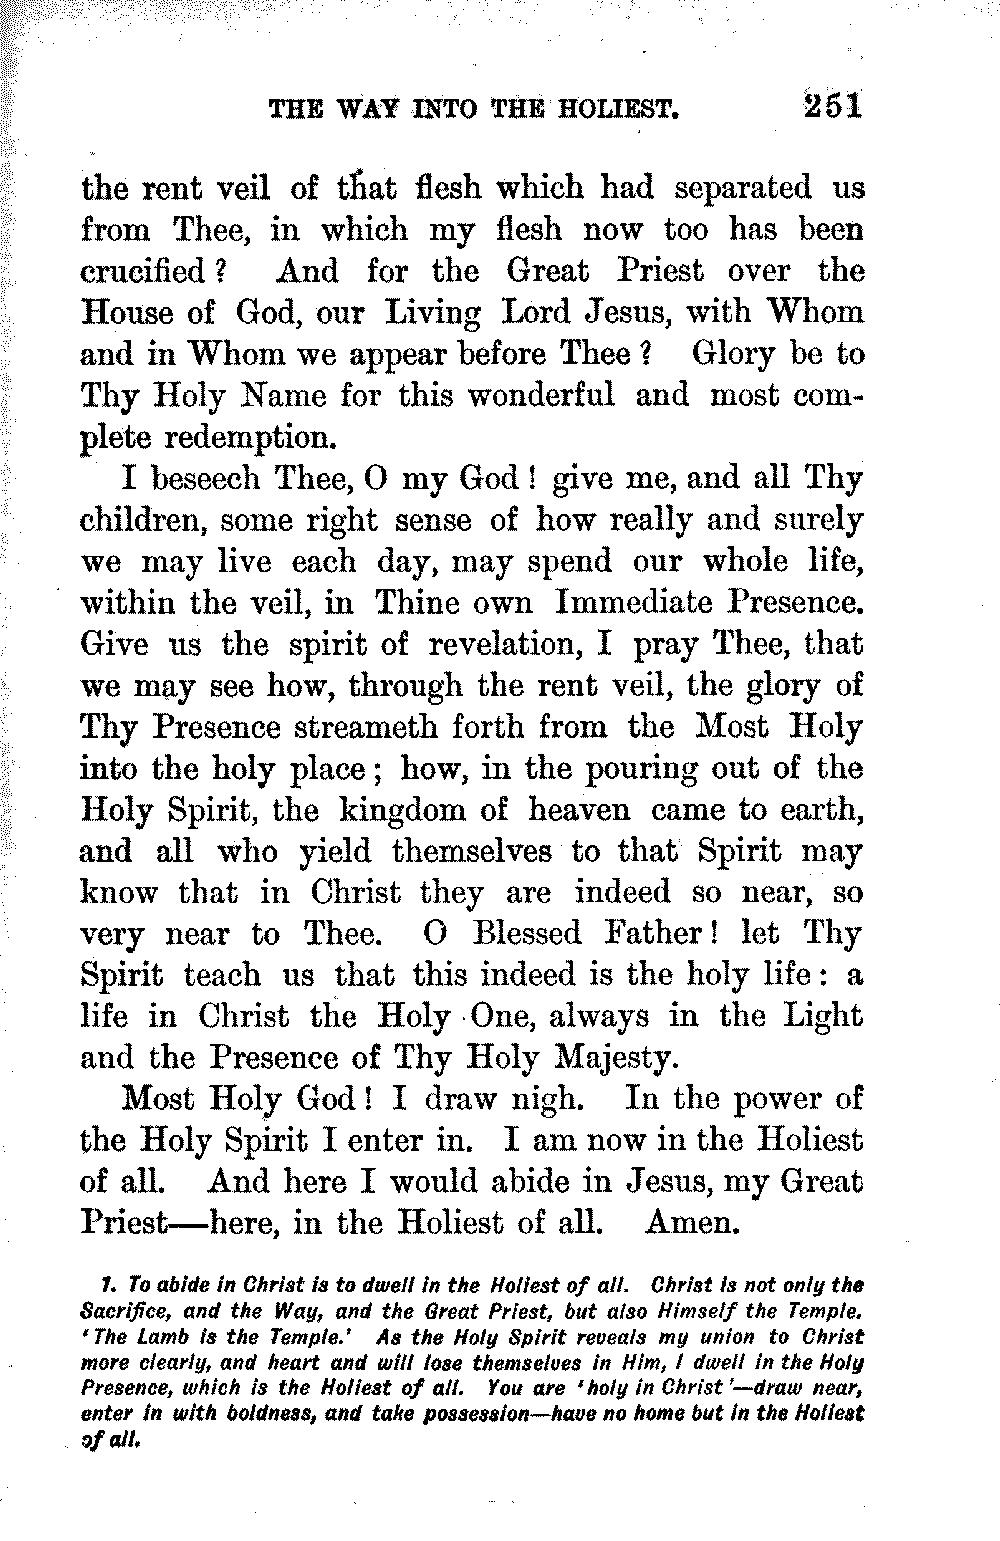 THE WAY INTO THE HOLIEST. 251
the rent veil of that flesh which had separated us
from Thee, in which my flesh now too has been
crucified ? And for the Great Priest over the
House of God, our Living Lord Jesus, with Whom
and in Whom we appear before Thee ? Glory be to
Thy Holy Name for this wonderful and most com-
plete redemption.
I beseech Thee, O my God ! give me, and all Thy
children, some right sense of how really and surely
we may live each day, may spend our whole life,
within the veil, in Thine own Immediate Presence.
Give us the spirit of revelation, I pray Thee, that
we may see how, through the rent veil, the glory of
Thy Presence streameth forth from the Most Holy
into the holy place ; how, in the pouring out of the
Holy Spirit, the kingdom of heaven came to earth,
and all who yield themselves to that Spirit may
know that in Christ they are indeed so near, so
very near to Thee. O Blessed Father ! let Thy
Spirit teach us that this indeed is the holy life : a
life in Christ the Holy One, always in the Light
and the Presence of Thy Holy Majesty.
Most Holy God ! I draw nigh. In the power of
the Holy Spirit I enter in. I am now in the Holiest
of all. And here I would abide in Jesus, my Great
Priest—here, in the Holiest of all. Amen.
1. To abide in Christ is to dwell in the Holiest of all. Christ is not only the
Sacrifice, and the Way, and the Great Priest, but also Himself the Temple.
‘The Lamb is the Temple.’ As the Holy Spirit reveals my union to Christ
more clearly, and heart and will lose themselves in Him, I dwell in the Holy
Presence, which is the Holiest of all. You are ‘holy in Christ’—draw near,
enter in with boldness, and take possession—have no home but in the Holiest
of all.